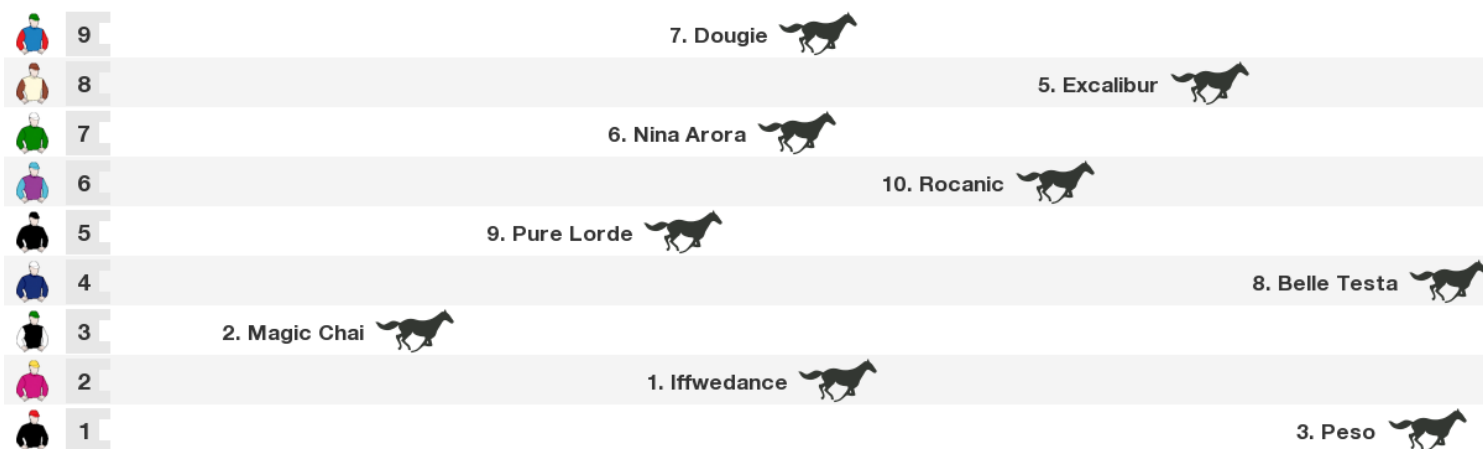 9 7. Dougie
8 5. Excalibur
7 6. Nina Arora
6 10. Rocanic
5 9. Pure Lorde
4 8. Belle Testa
3 2. Magic Chai
2 1. Iffwedance
1 3. Peso